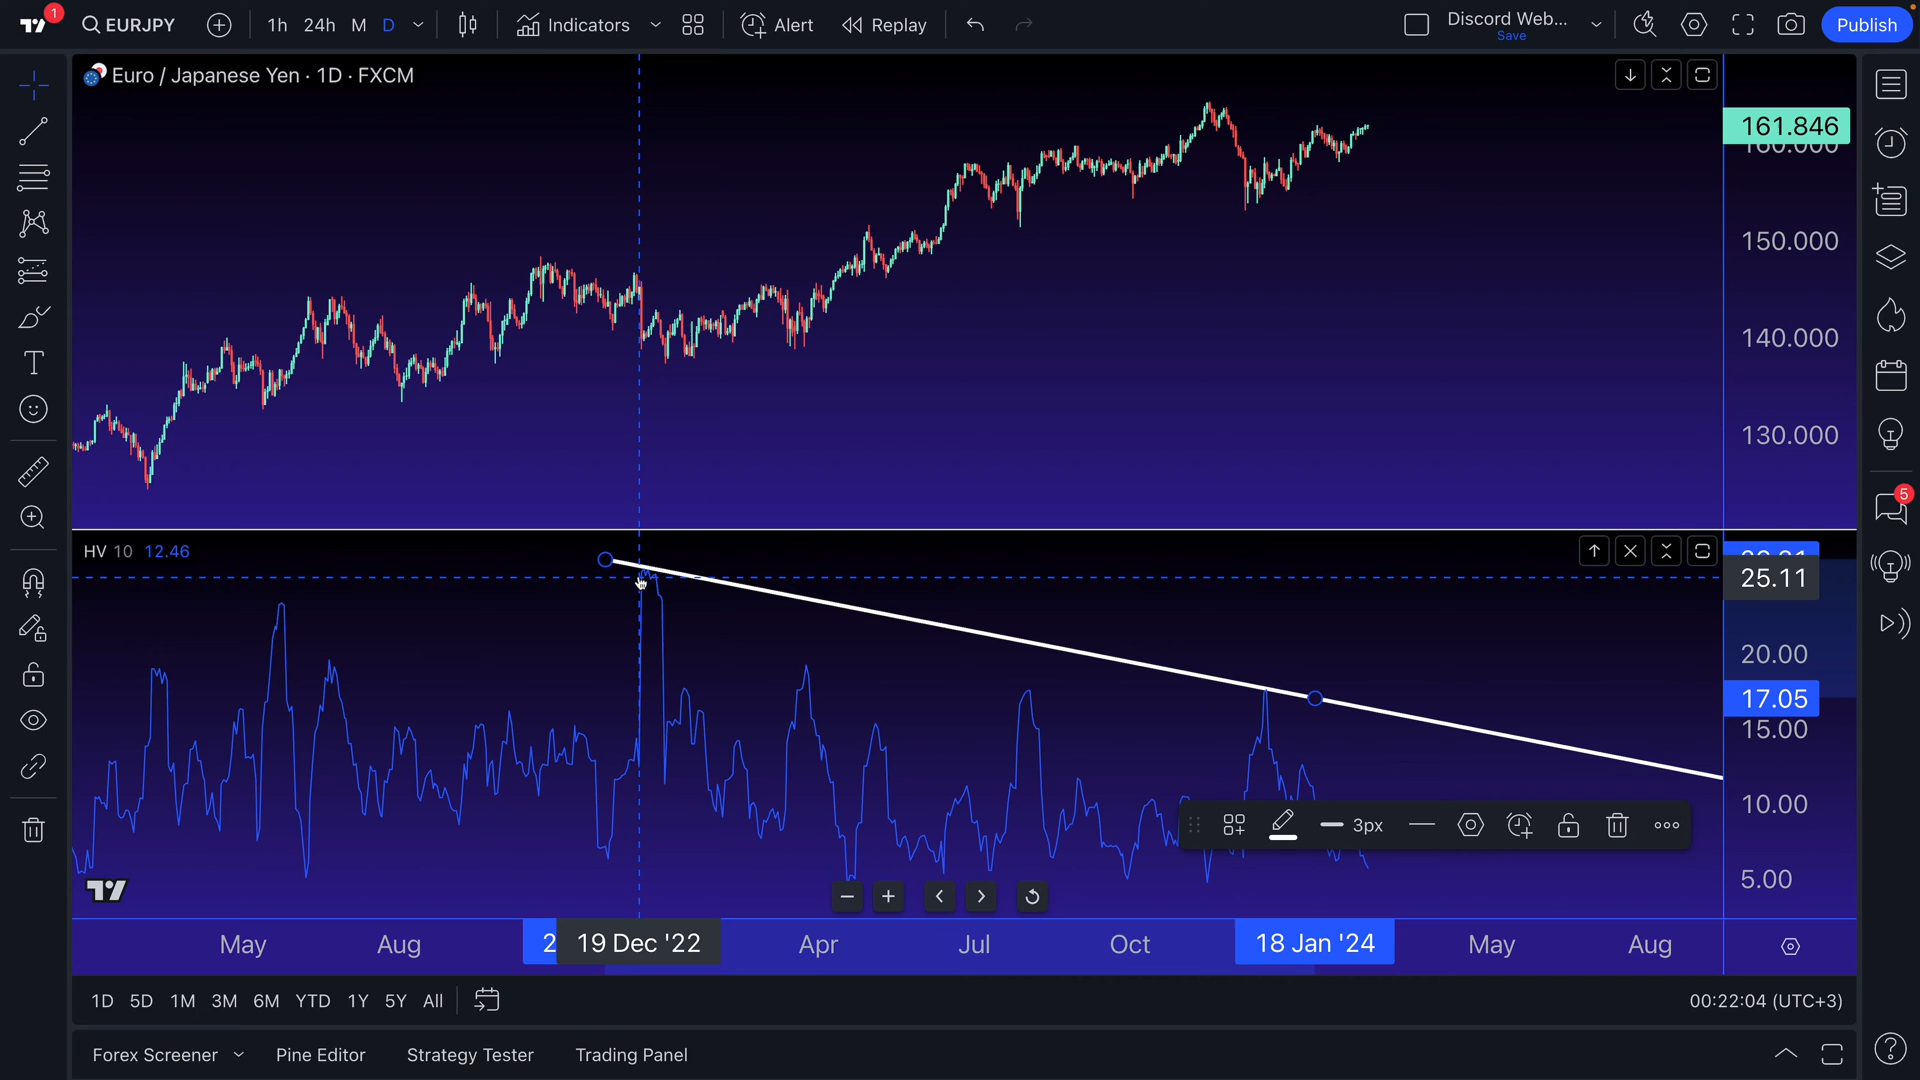 1
EURJPY
1h 24h M D
Indicators
Alert
Replay
Discord Web...
Save
Publish
Euro / Japanese Yen · 1D · FXCM
161.846
150.000
140.000
130.000
5
HV 10 12.46
25.11
20.00
17.05
15.00
10.00
3px
5.00
May Aug 2 19 Dec '22 Apr Jul Oct 18 Jan '24 May Aug
1D 5D 1M 3M 6M YTD 1Y 5Y All
00:22:04 (UTC+3)
Forex Screener
Pine Editor
Strategy Tester
Trading Panel